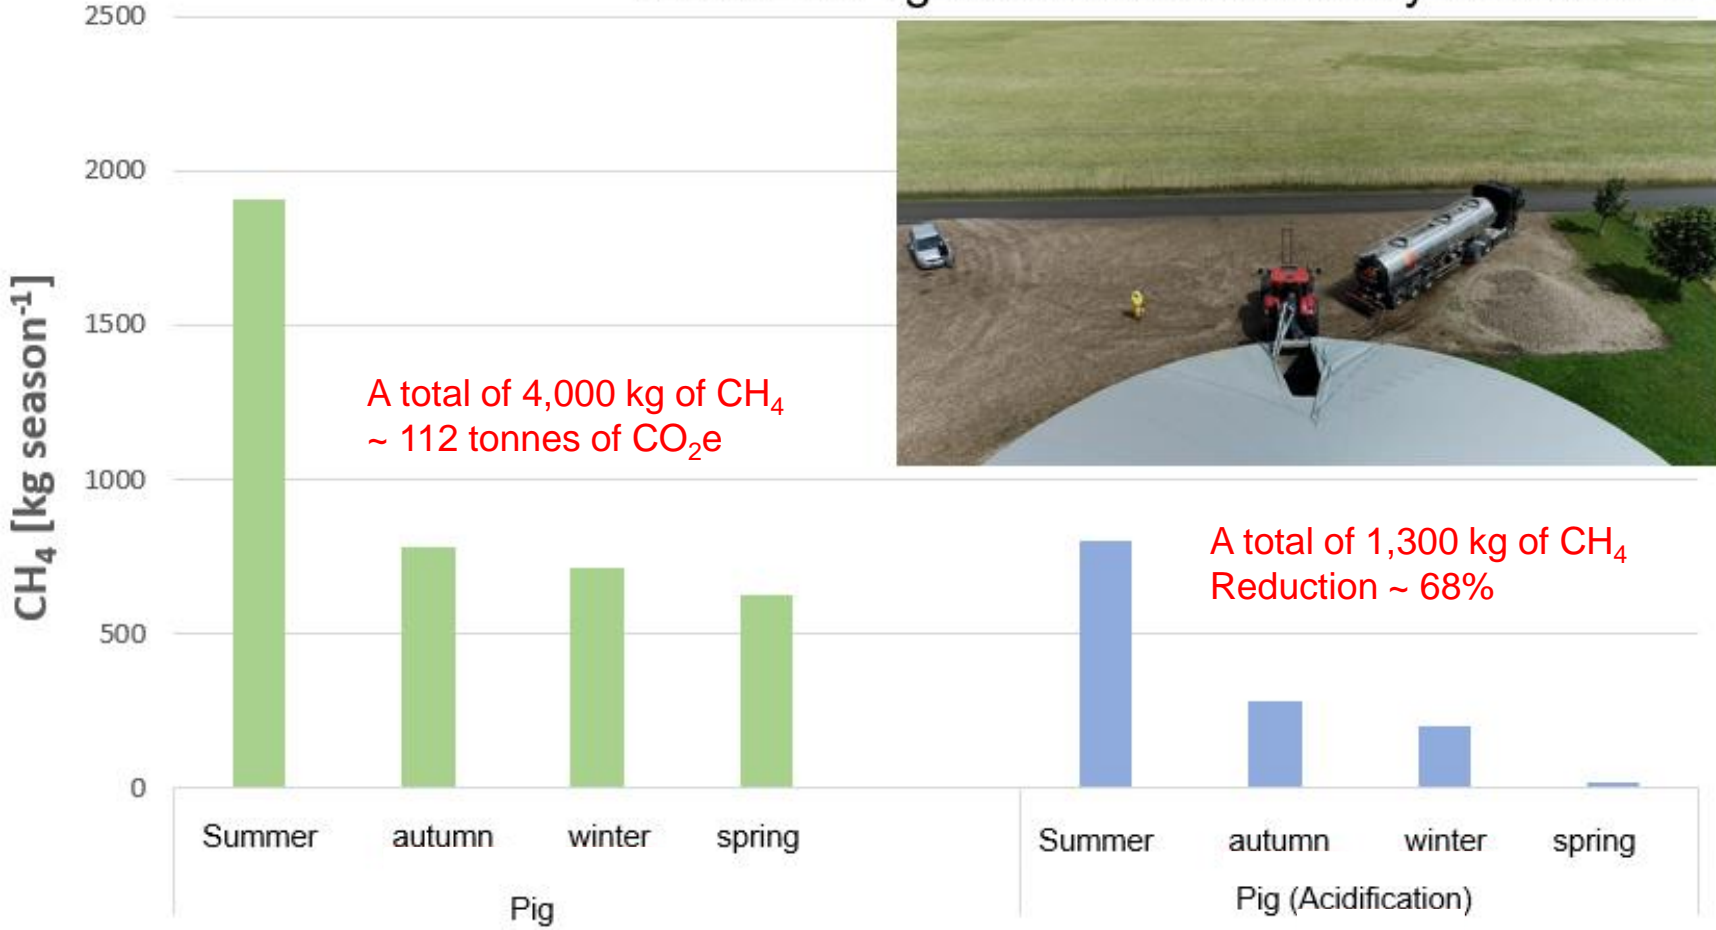 2500
2000
1500
1000
500
0
CH₄ [kg season⁻¹]
A total of 4,000 kg of CH₄
~ 112 tonnes of CO₂e
A total of 1,300 kg of CH₄
Reduction ~ 68%
Summer autumn winter spring
Summer autumn winter spring
Pig
Pig (Acidification)